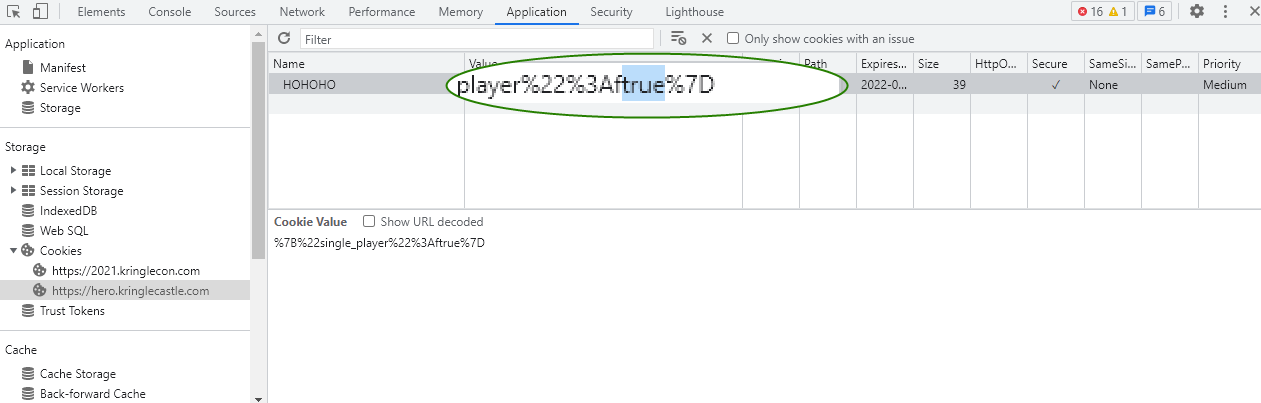 Elements Console Sources Network Performance Memory Application Security Lighthouse 16 1 6
Application
Filter
Only show cookies with an issue
Manifest
Service Workers
Storage
Name Value Path Expires... Size HttpO... Secure SameSi... SameP... Priority
HOHOHO player%22%3Aftrue%7D 2022-0... 39 ✓ None Medium
Storage
Local Storage
Session Storage
IndexedDB
Web SQL
Cookies
https://2021.kringlecon.com
https://hero.kringlecastle.com
Trust Tokens
Cache
Cache Storage
Back-forward Cache
Cookie Value Show URL decoded
%7B%22single_player%22%3Aftrue%7D